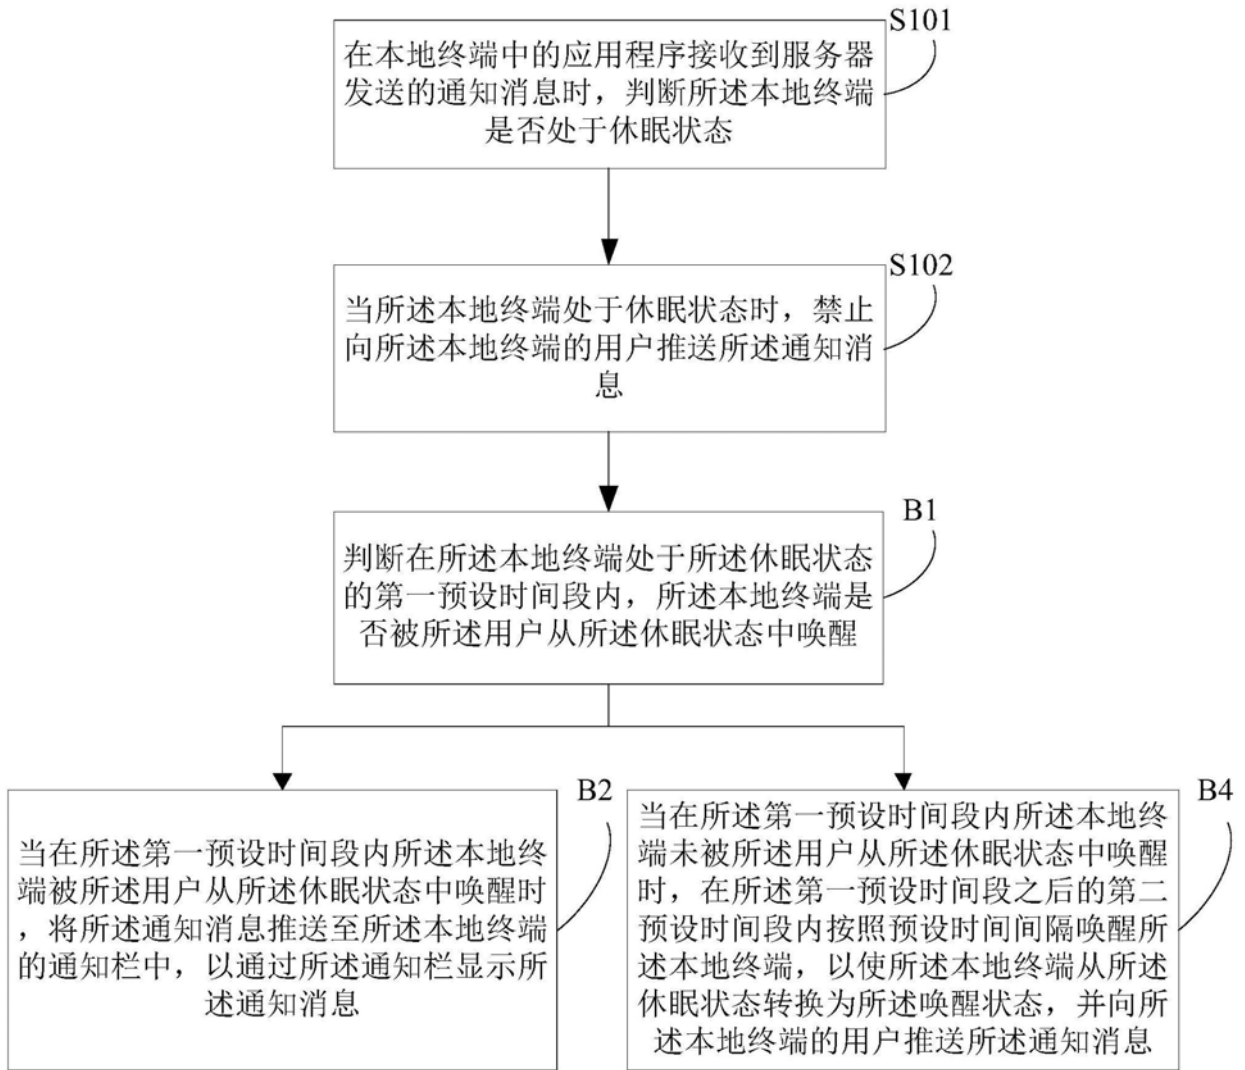 S101
在本地终端中的应用程序接收到服务器
发送的通知消息时，判断所述本地终端
是否处于休眠状态
S102
当所述本地终端处于休眠状态时，禁止
向所述本地终端的用户推送所述通知消
息
B1
判断在所述本地终端处于所述休眠状态
的第一预设时间段内，所述本地终端是
否被所述用户从所述休眠状态中唤醒
B2
当在所述第一预设时间段内所述本地终
端被所述用户从所述休眠状态中唤醒时
，将所述通知消息推送至所述本地终端
的通知栏中，以通过所述通知栏显示所
述通知消息
B4
当在所述第一预设时间段内所述本地终
端未被所述用户从所述休眠状态中唤醒
时，在所述第一预设时间段之后的第二
预设时间段内按照预设时间间隔唤醒所
述本地终端，以使所述本地终端从所述
休眠状态转换为所述唤醒状态，并向所
述本地终端的用户推送所述通知消息